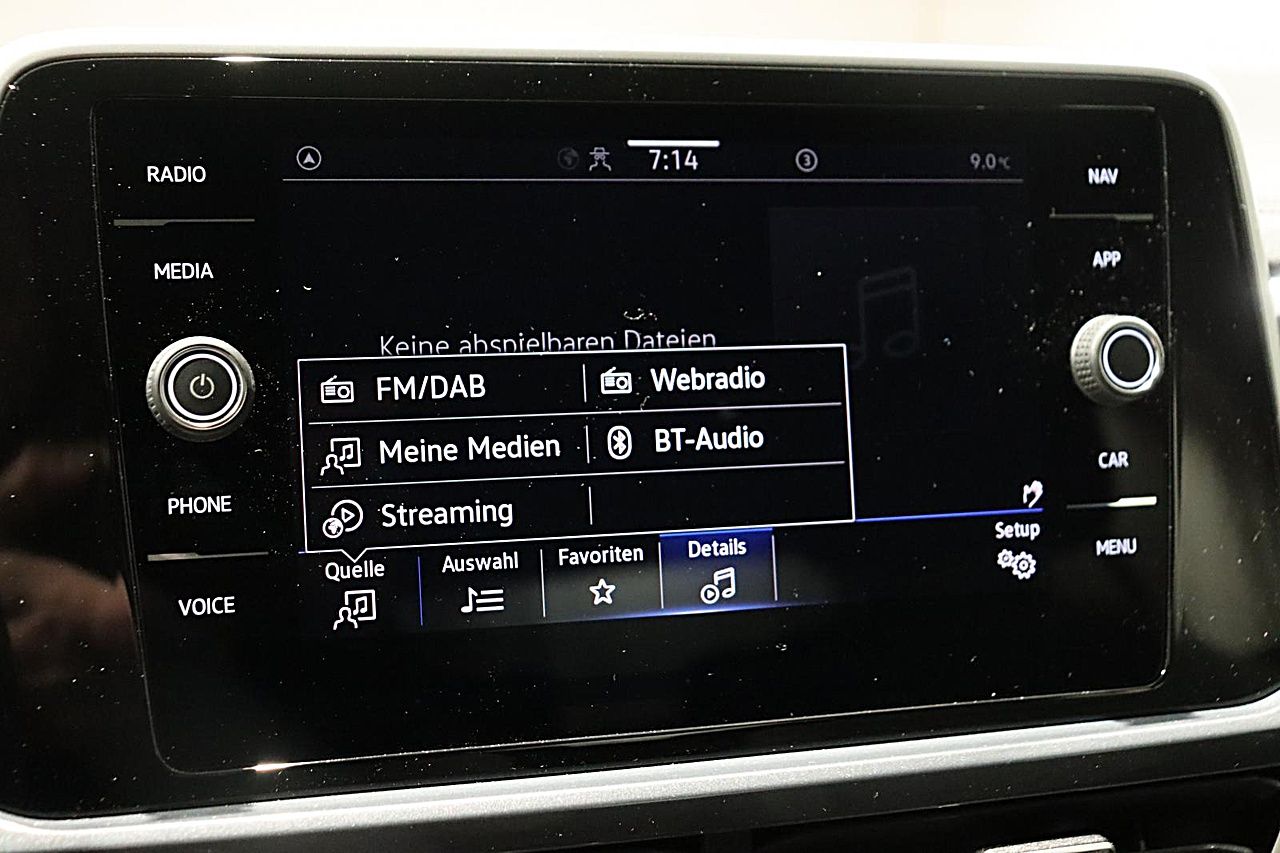 RADIO
MEDIA
PHONE
VOICE
7:14
3
9.0°C
Keine abspielbaren Dateien
FM/DAB
Webradio
Meine Medien
BT-Audio
Streaming
Quelle
Auswahl
Favoriten
Details
Setup
NAV
APP
CAR
MENU